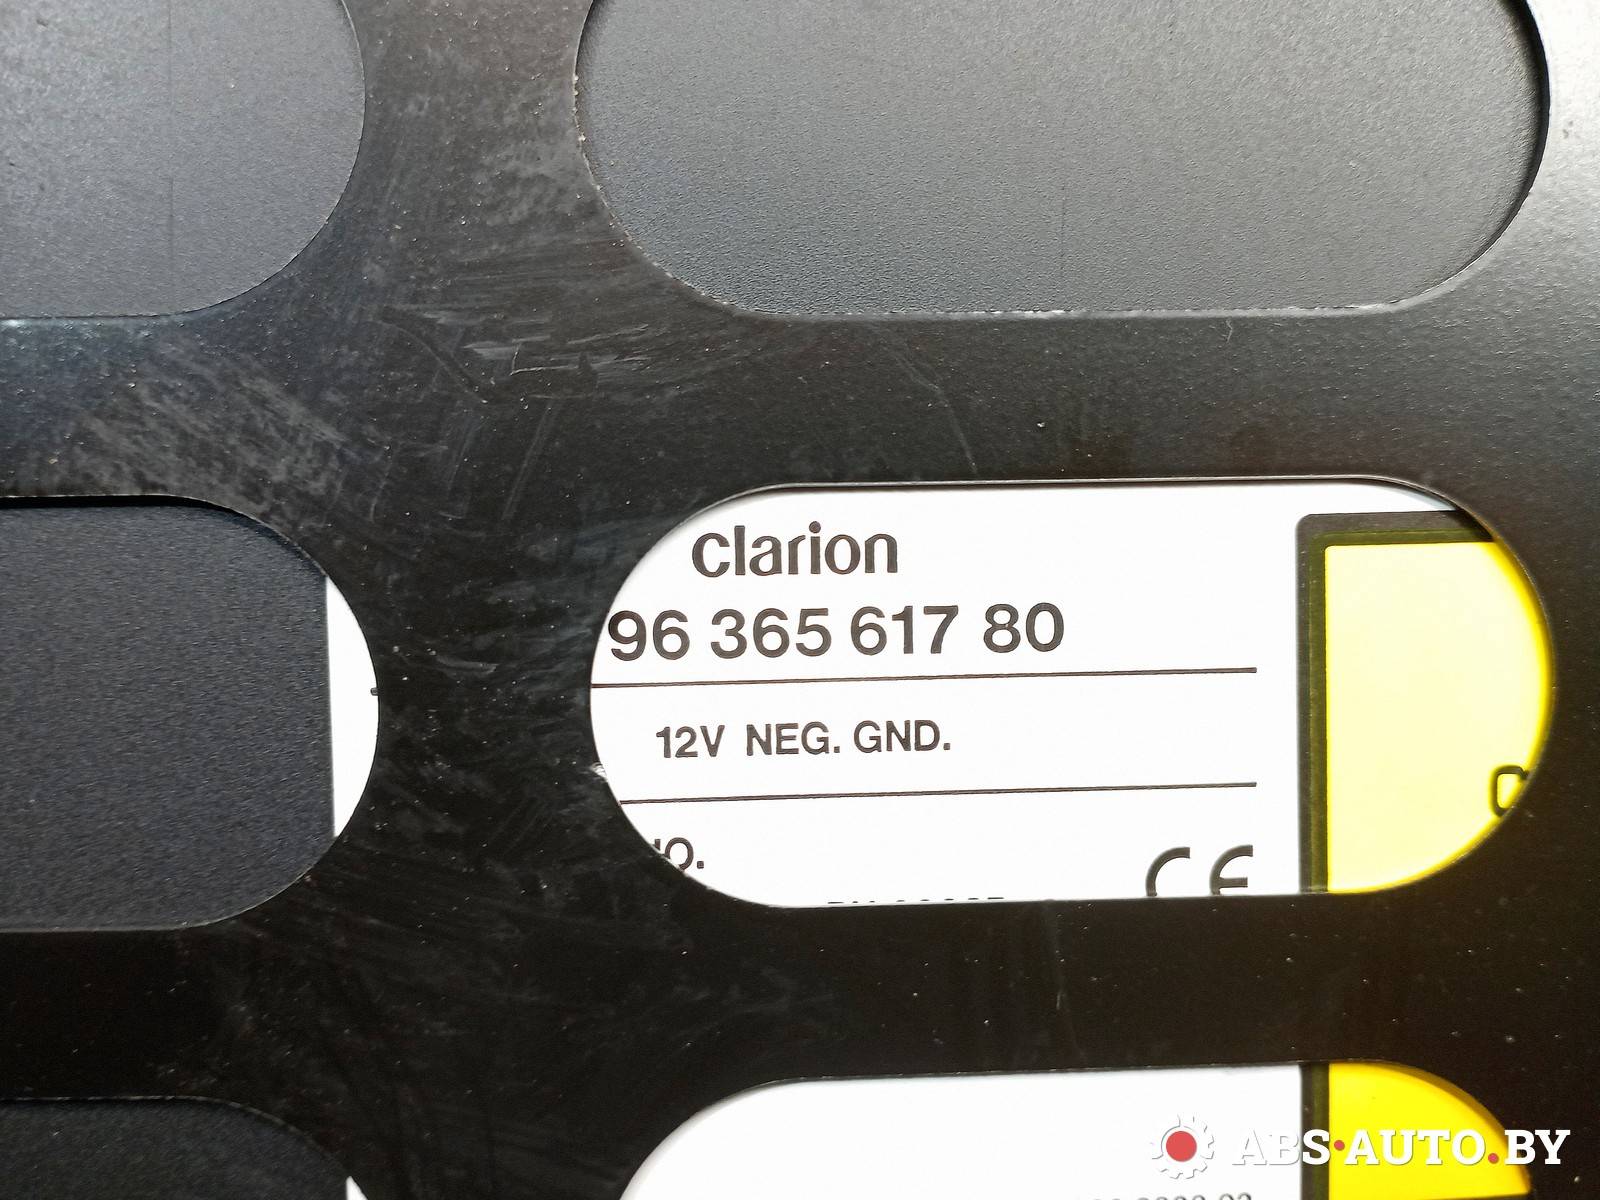 clarion
96 365 617 80
12V NEG. GND.
CE
ABS·AUTO.BY